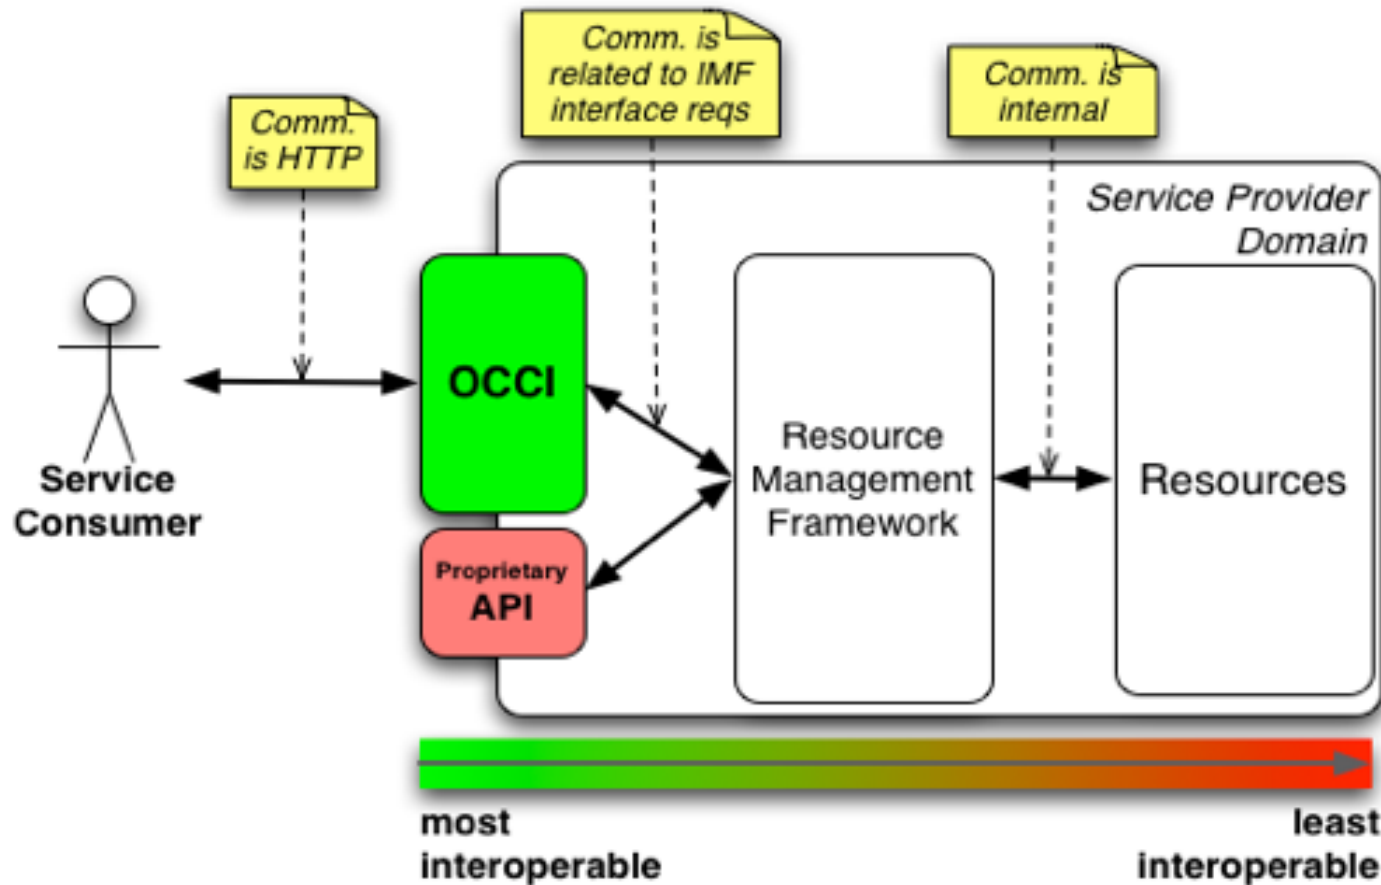 Comm.
is HTTP
Comm. is
related to IMF
interface reqs
Comm. is
internal
Service Provider
Domain
OCCI
Proprietary
API
Resource
Management
Framework
Resources
Service
Consumer
most
interoperable
least
interoperable